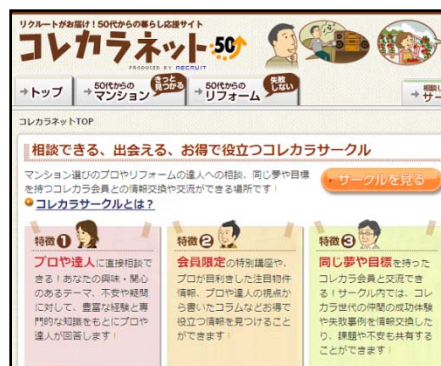 リクルートがお届け!50代からの暮らし応援サイト
コレカラネット 50
PRODUCED BY RECRUIT
トップ
50代からの マンション きっと見つかる
50代からの リフォーム 失敗しない
コレカラネットTOP
相談できる、出会える、お得で役立つコレカラサークル
マンション選びのプロやリフォームの達人への相談、同じ夢や目標
を持つコレカラ会員との情報交換や交流ができる場所です!
サークルを見る
コレカラサークルとは?
特徴1
プロや達人に直接相談で
きる!あなたの興味・関心
のあるテーマ、不安や疑問
に対して、豊富な経験と専
門的な知識をもとにプロや
達人が回答します!
特徴2
会員限定の特別講座や、
プロが目利きした注目物件
情報、プロや達人の視点か
ら書いたコラムなどお得で
役立つ情報を見つけること
ができます!
特徴3
同じ夢や目標を持った
コレカラ会員と交流でき
る!サークル内では、コレ
カラ世代の仲間の成功体験
や失敗事例を情報交換した
り、課題や不安も共有する
ことができます!